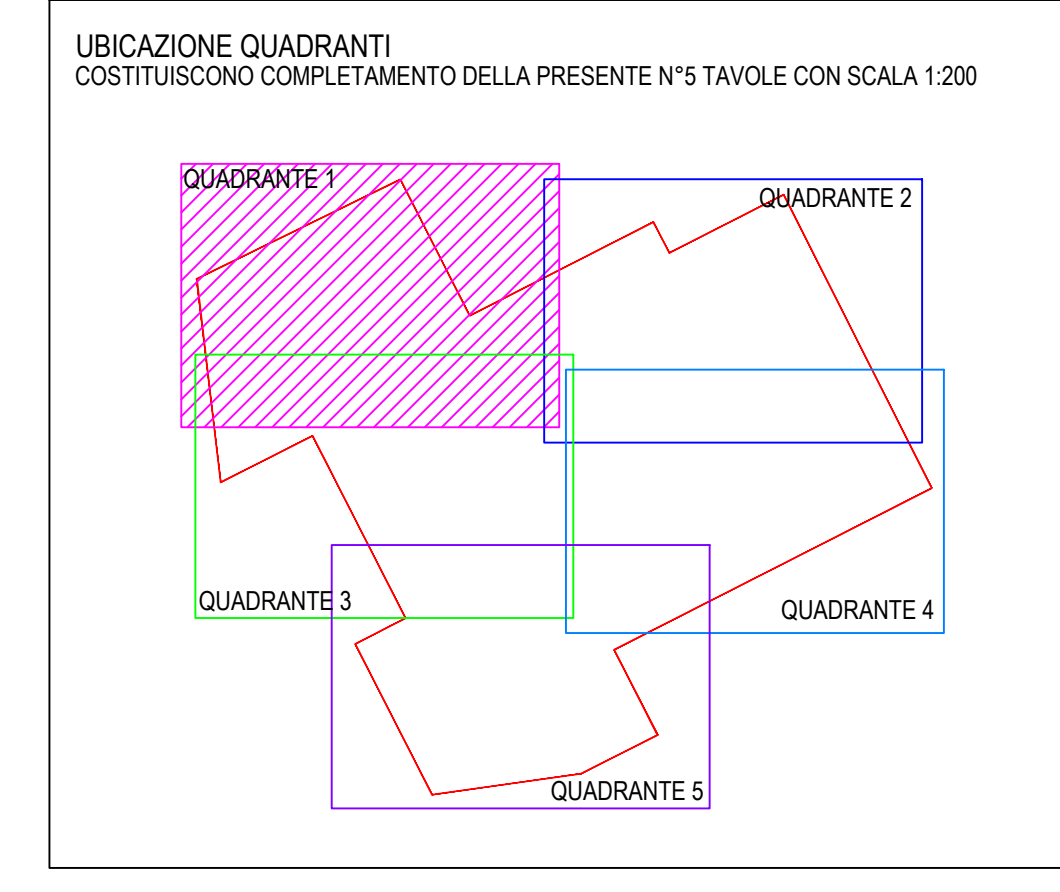 UBICAZIONE QUADRANTI
COSTITUISCONO COMPLETAMENTO DELLA PRESENTE N°5 TAVOLE CON SCALA 1:200
QUADRANTE 1
QUADRANTE 2
QUADRANTE 3
QUADRANTE 4
QUADRANTE 5